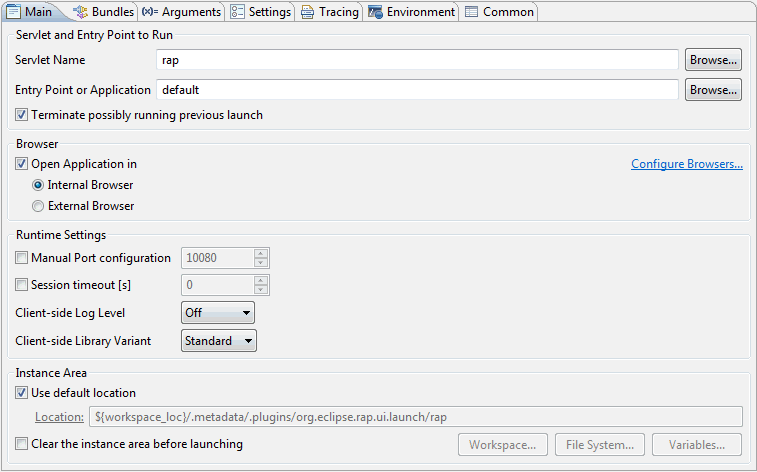 Main Bundles (x)= Arguments Settings Tracing Environment Common
Servlet and Entry Point to Run
Servlet Name rap Browse...
Entry Point or Application default Browse...
Terminate possibly running previous launch
Browser
Open Application in Configure Browsers...
Internal Browser
External Browser
Runtime Settings
Manual Port configuration 10080
Session timeout [s] 0
Client-side Log Level Off
Client-side Library Variant Standard
Instance Area
Use default location
Location: ${workspace_loc}/.metadata/.plugins/org.eclipse.rap.ui.launch/rap
Clear the instance area before launching Workspace... File System... Variables...